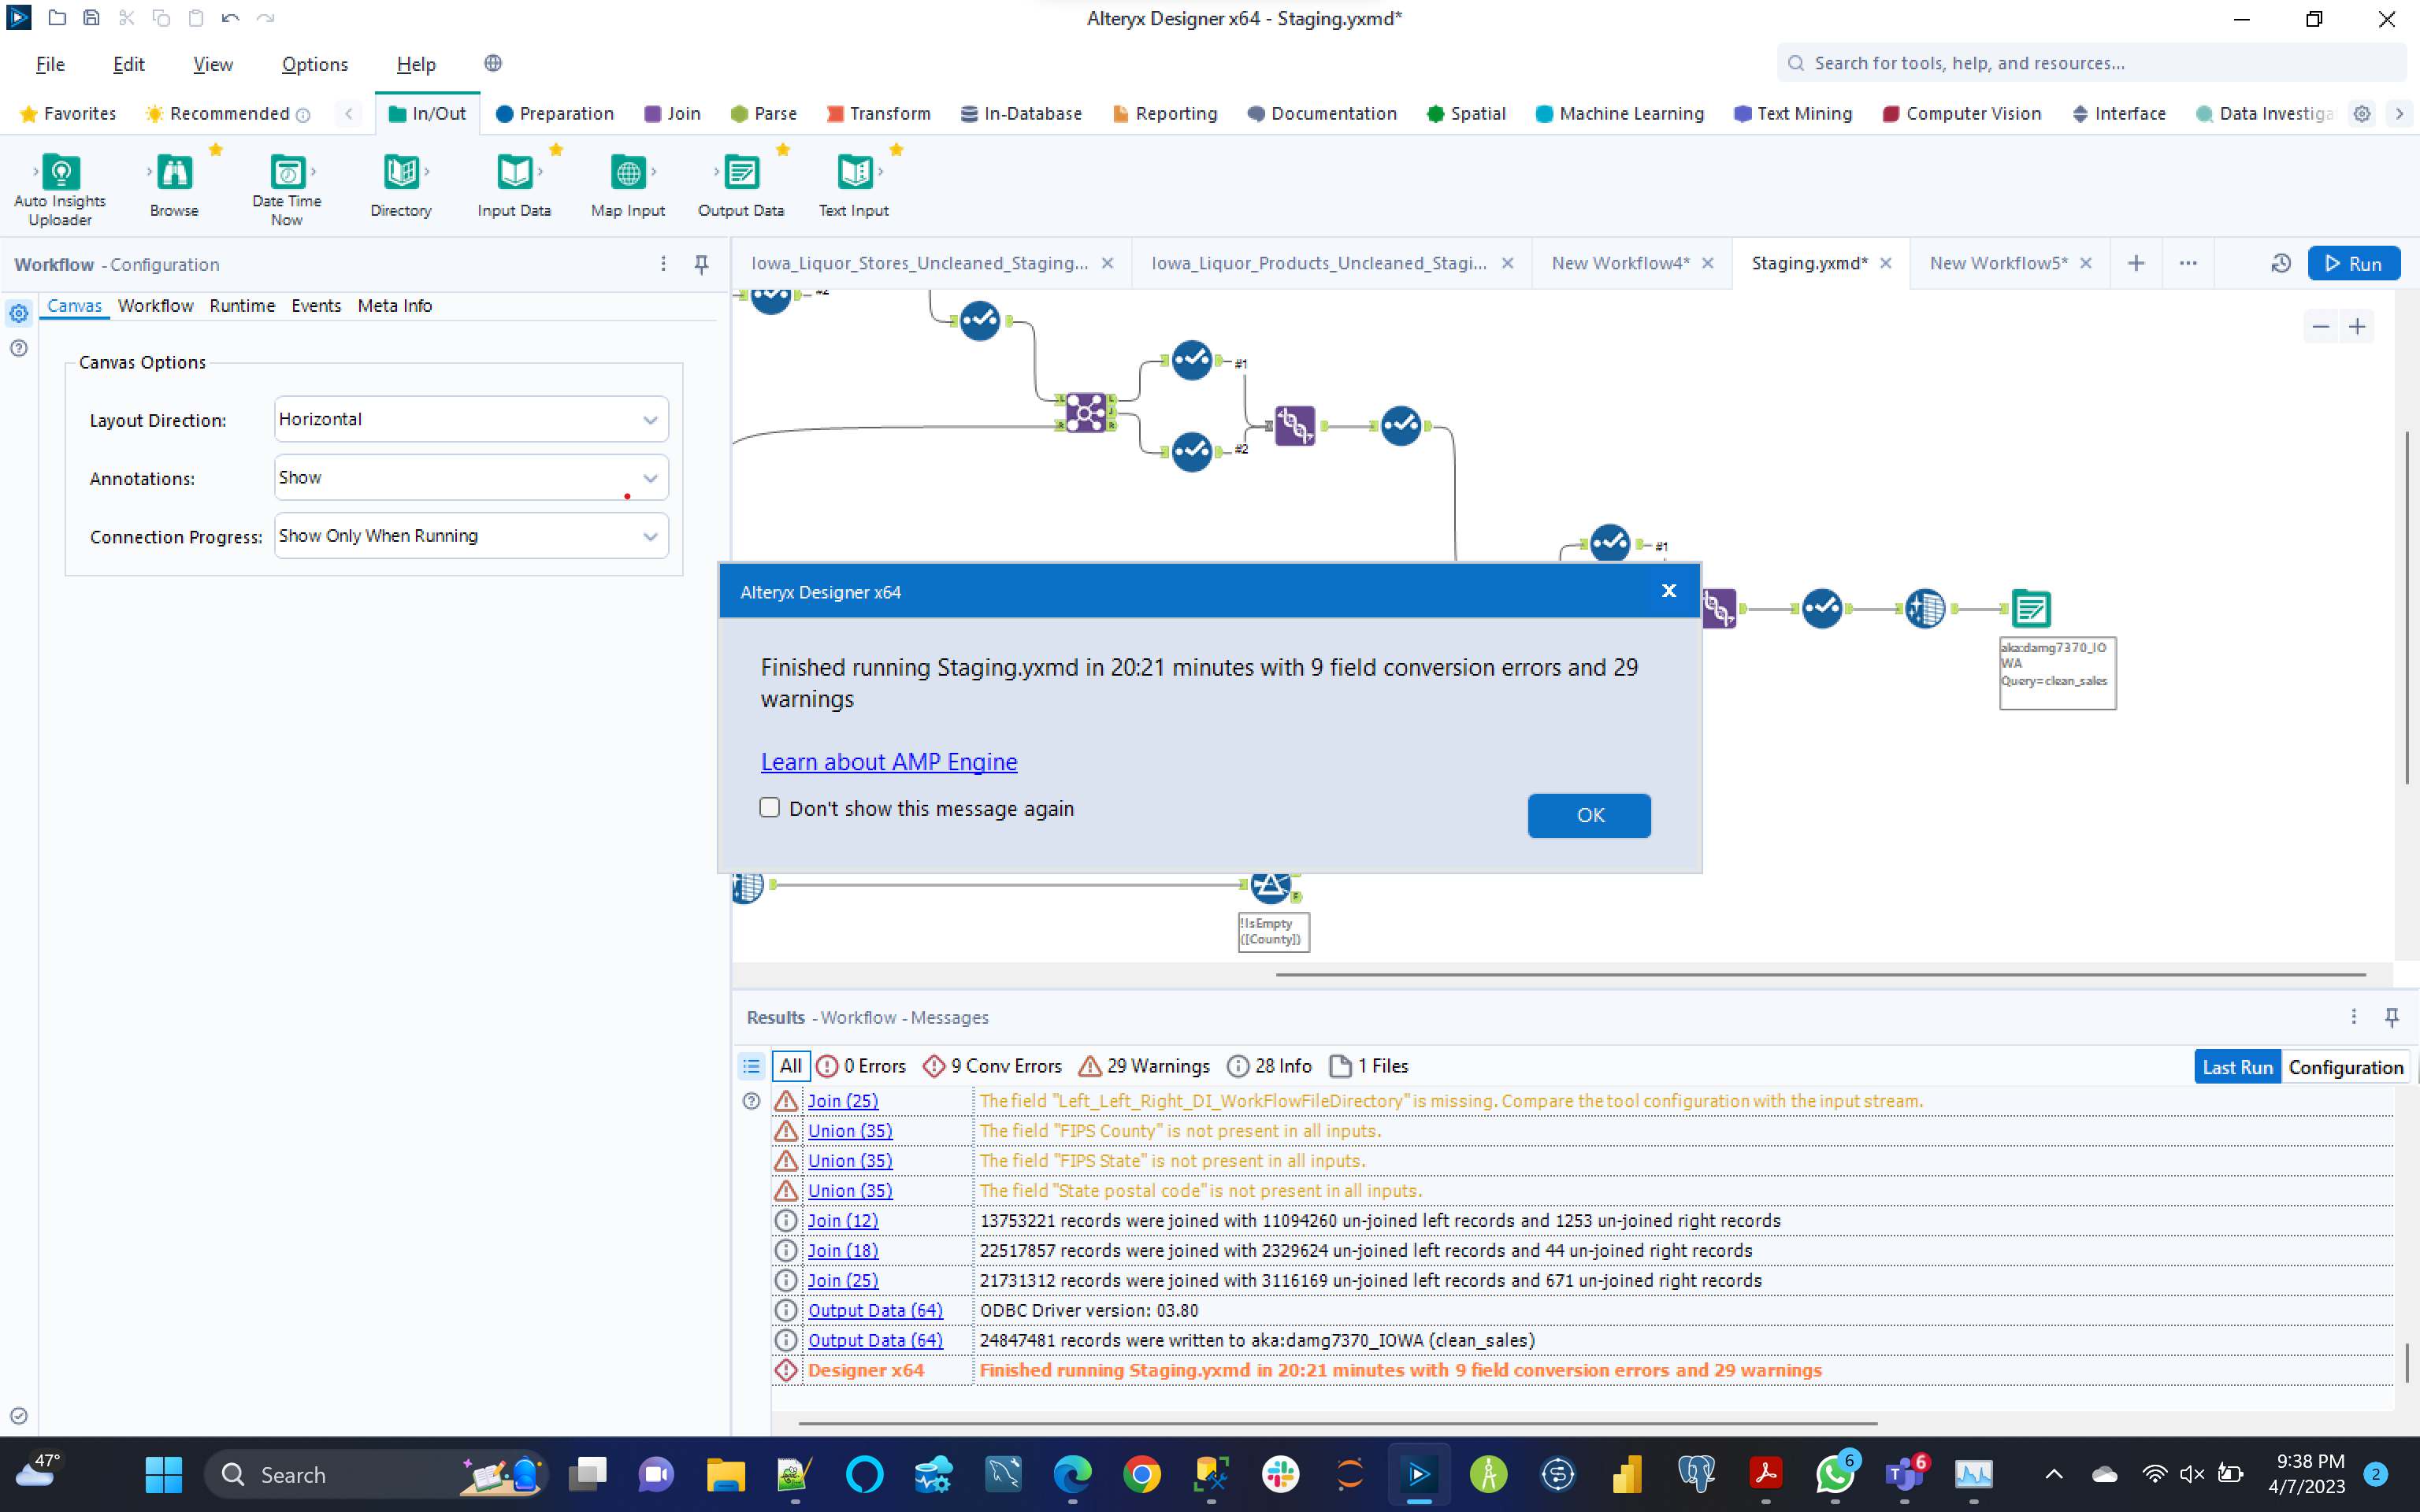 Alteryx Designer x64 - Staging.yxmd*
File Edit View Options Help
Search for tools, help, and resources...
Favorites Recommended In/Out Preparation Join Parse Transform In-Database Reporting Documentation Spatial Machine Learning Text Mining Computer Vision Interface Data Investiga
Auto Insights Uploader
Browse
Date Time Now
Directory
Input Data
Map Input
Output Data
Text Input
Workflow - Configuration
Iowa_Liquor_Stores_Uncleaned_Staging... Iowa_Liquor_Products_Uncleaned_Stagi... New Workflow4* Staging.yxmd* New Workflow5* Run
Canvas Workflow Runtime Events Meta Info
Canvas Options
Layout Direction: Horizontal
Annotations: Show
Connection Progress: Show Only When Running
#2
L R L J R
#1
#2
#1
aka:damg7370_IO
WA
Query=clean_sales
Alteryx Designer x64
Finished running Staging.yxmd in 20:21 minutes with 9 field conversion errors and 29
warnings
Learn about AMP Engine
Don't show this message again
OK
F
!IsEmpty
([County])
Results - Workflow - Messages
All 0 Errors 9 Conv Errors 29 Warnings 28 Info 1 Files Last Run Configuration
Join (25) The field "Left_Left_Right_DI_WorkFlowFileDirectory" is missing. Compare the tool configuration with the input stream.
Union (35) The field "FIPS County" is not present in all inputs.
Union (35) The field "FIPS State" is not present in all inputs.
Union (35) The field "State postal code" is not present in all inputs.
Join (12) 13753221 records were joined with 11094260 un-joined left records and 1253 un-joined right records
Join (18) 22517857 records were joined with 2329624 un-joined left records and 44 un-joined right records
Join (25) 21731312 records were joined with 3116169 un-joined left records and 671 un-joined right records
Output Data (64) ODBC Driver version: 03.80
Output Data (64) 24847481 records were written to aka:damg7370_IOWA (clean_sales)
Designer x64 Finished running Staging.yxmd in 20:21 minutes with 9 field conversion errors and 29 warnings
47°
Search
6
6
9:38 PM
4/7/2023
2